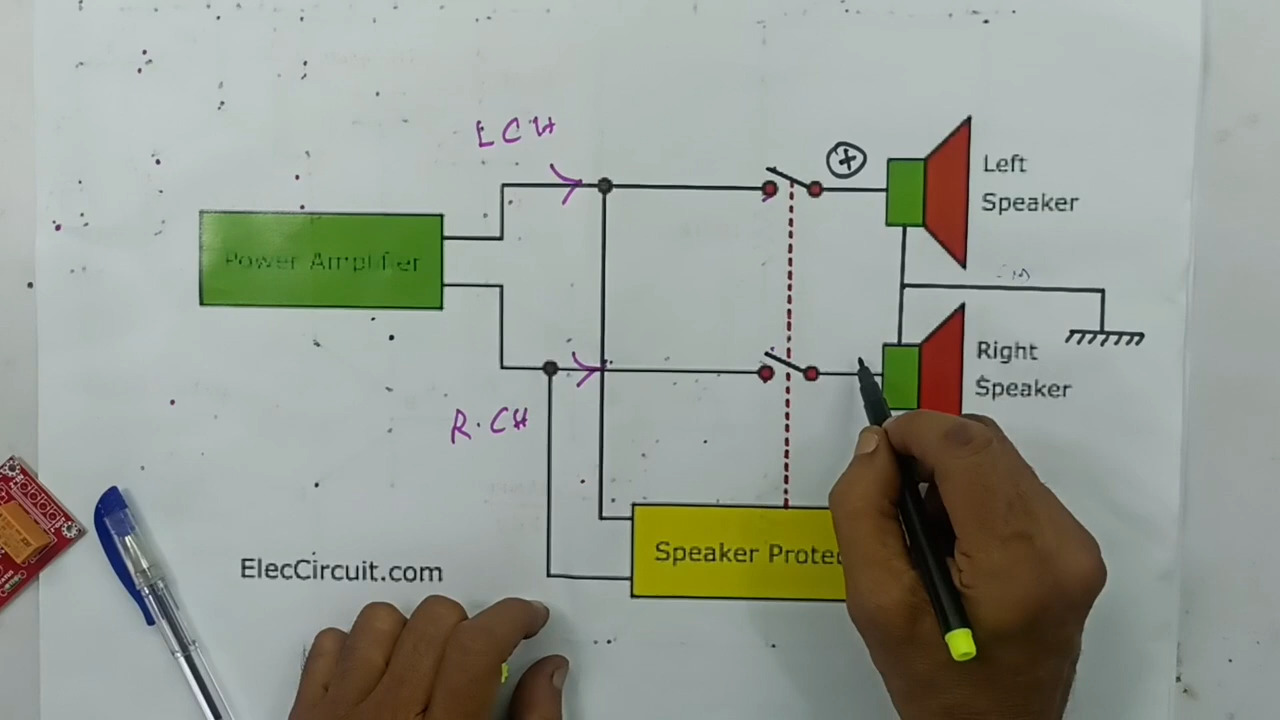 L CH
Left
Speaker
Power Amplifier
Right
Speaker
R.CH
Speaker Protec
ElecCircuit.com